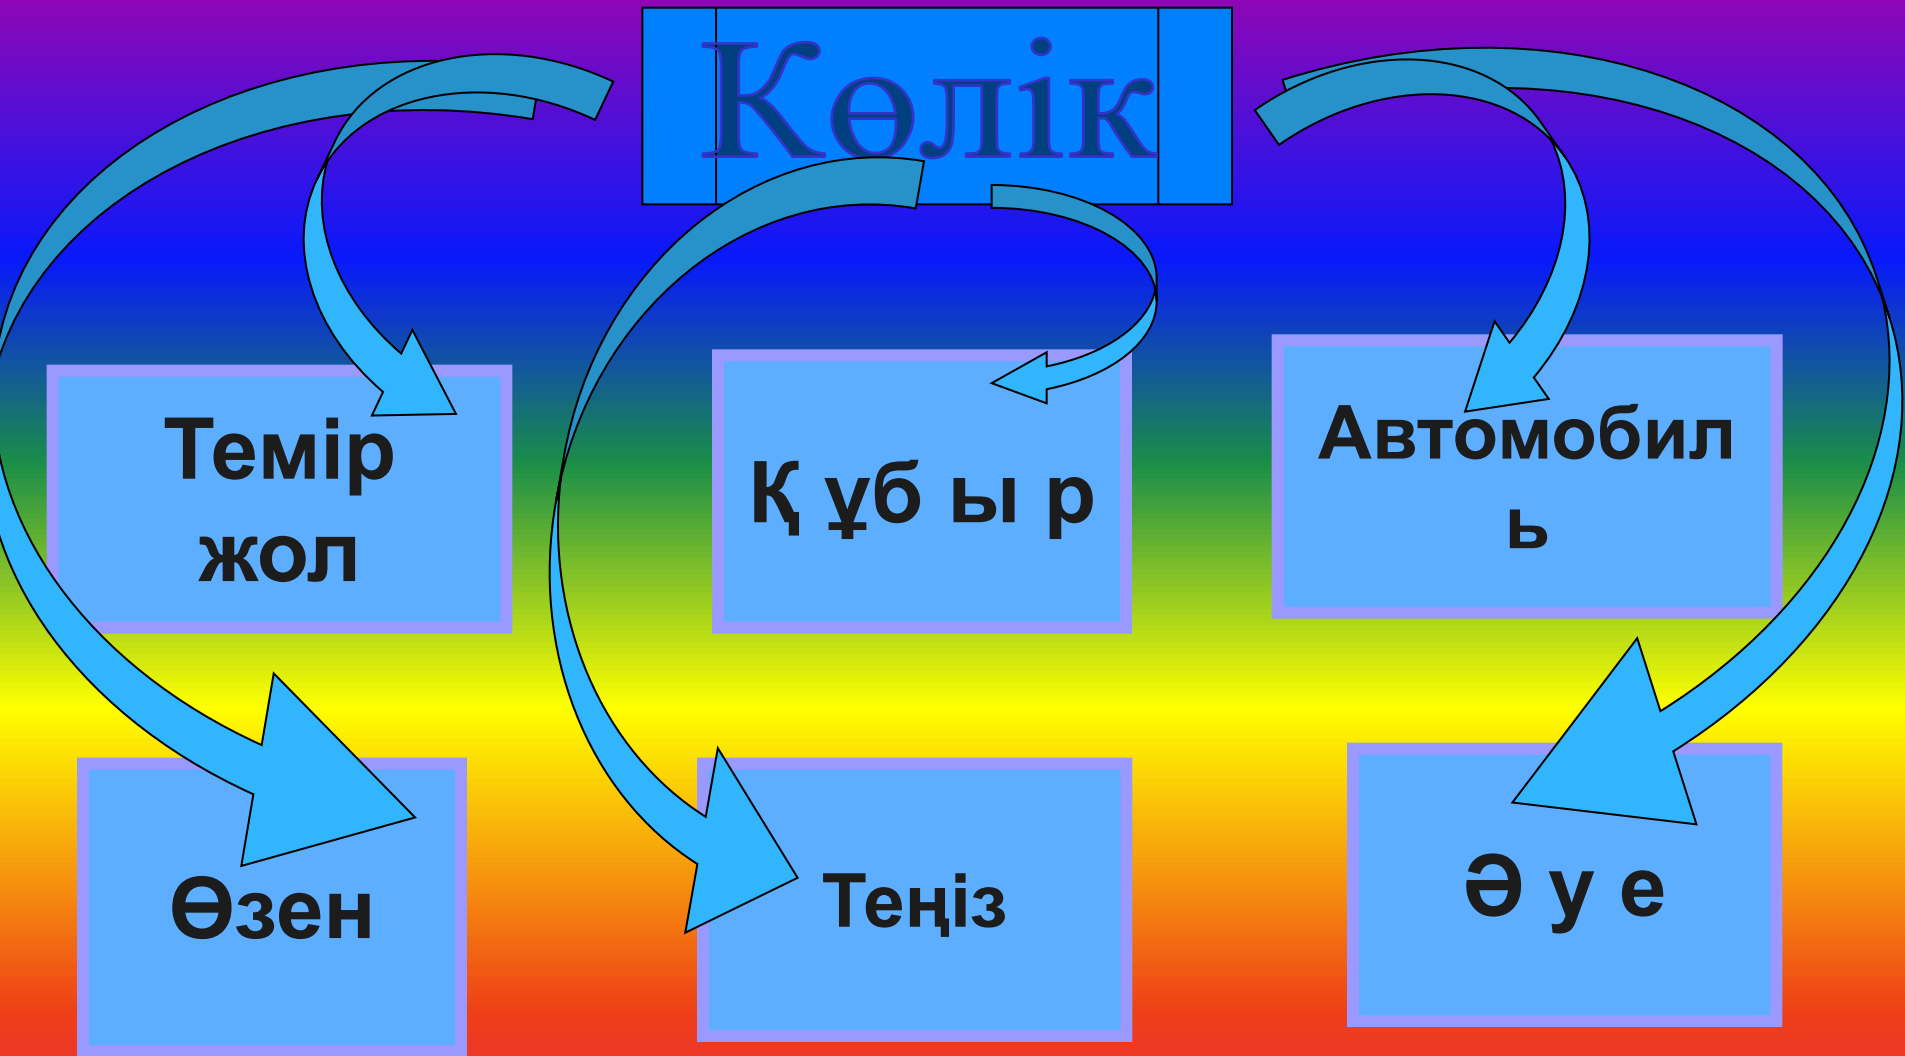 Көлік
Темір
жол
Қ ұб ы р
Автомобил
ь
Өзен
Теңіз
Ә у е